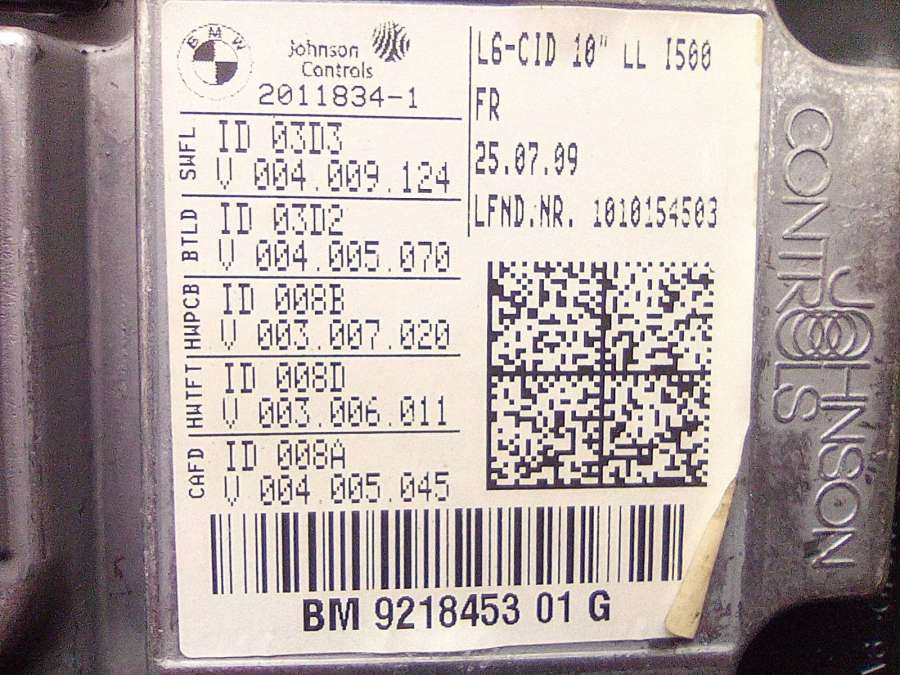 BMW
Johnson
Controls
2011834-1
SWFL ID 03D3
V 004.009.124
BTLD ID 03D2
V 004.005.070
HWPCB ID 008B
V 003.007.020
HWTFT ID 008D
V 003.006.011
CAFD ID 008A
V 004.005.045
L6-CID 10" LL I500
FR
25.07.09
LFND.NR. 1010154503
BM 9218453 01 G
JOHNSON
CONTROLS